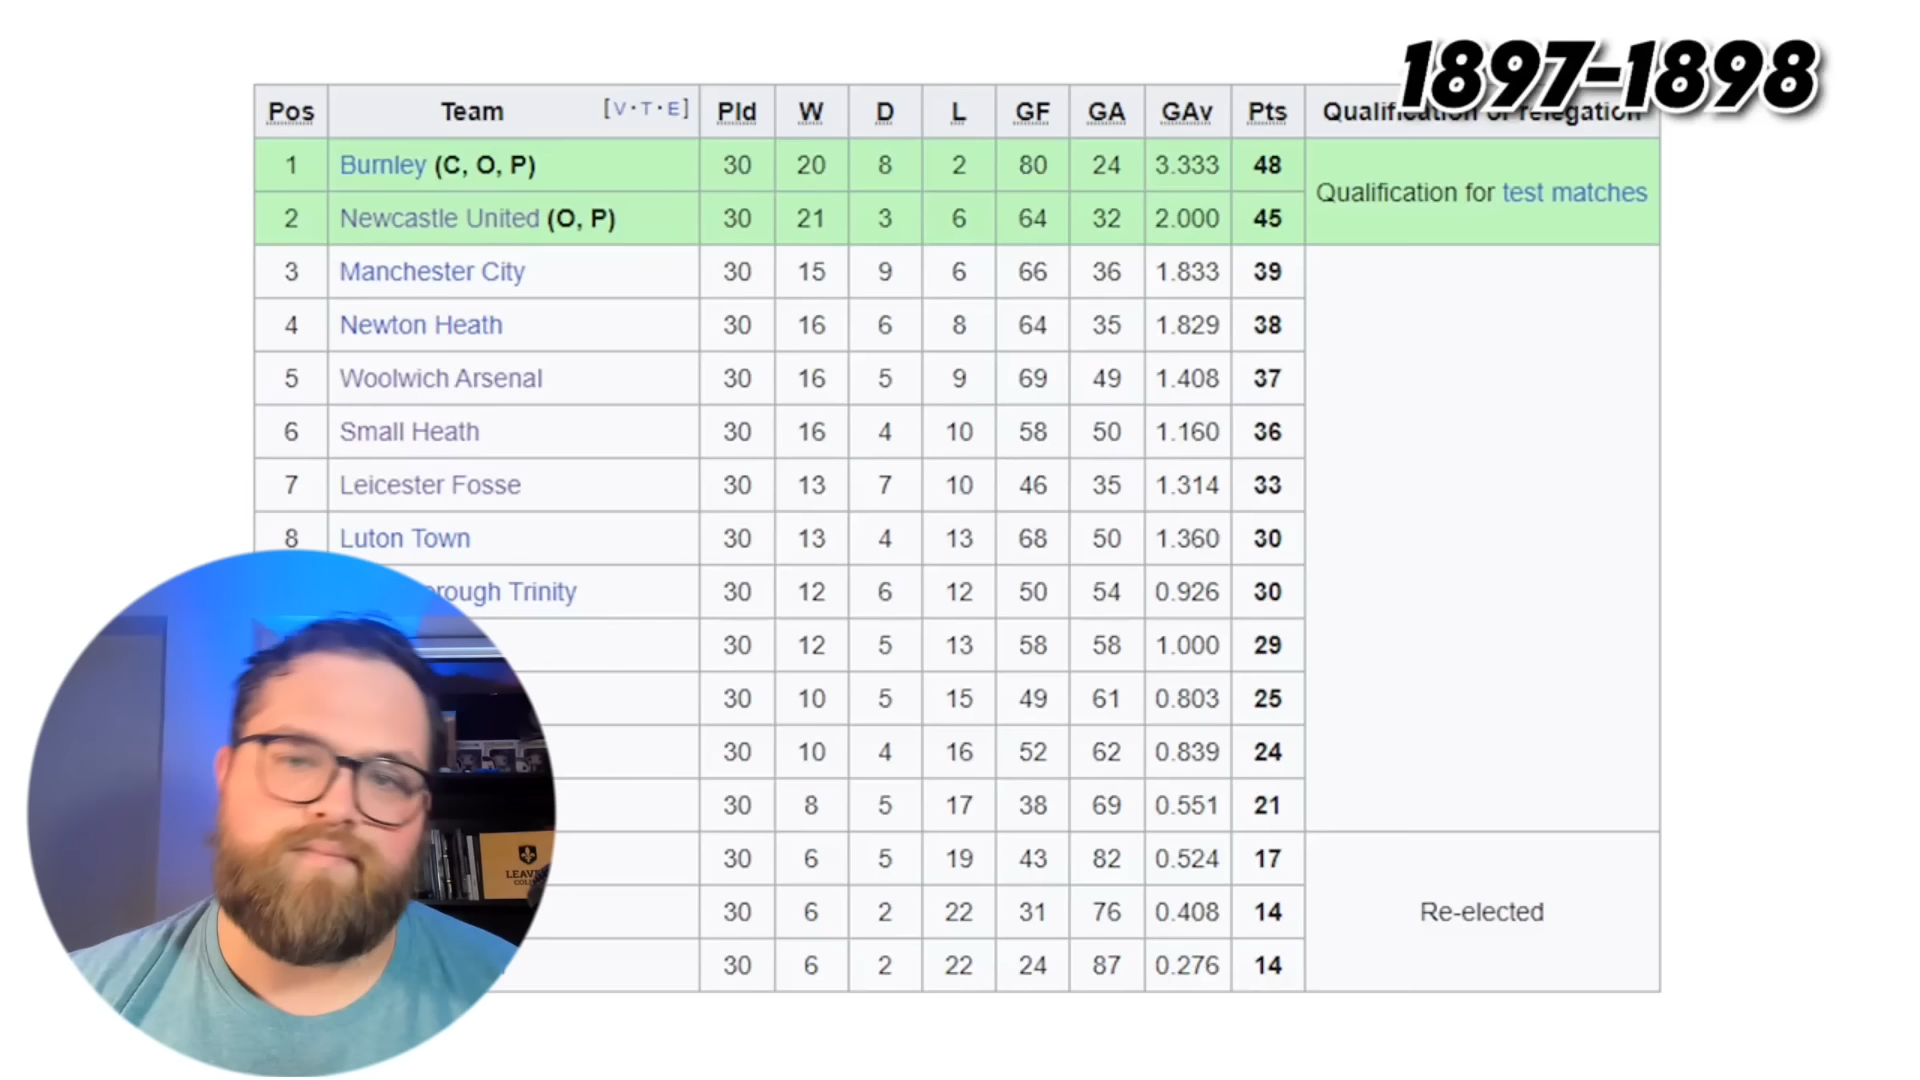 1897-1898
Pos Team [V·T·E] Pld W D L GF GA GAv Pts Qualification or relegation
1 Burnley (C, O, P) 30 20 8 2 80 24 3.333 48 Qualification for test matches
2 Newcastle United (O, P) 30 21 3 6 64 32 2.000 45
3 Manchester City 30 15 9 6 66 36 1.833 39
4 Newton Heath 30 16 6 8 64 35 1.829 38
5 Woolwich Arsenal 30 16 5 9 69 49 1.408 37
6 Small Heath 30 16 4 10 58 50 1.160 36
7 Leicester Fosse 30 13 7 10 46 35 1.314 33
8 Luton Town 30 13 4 13 68 50 1.360 30
Trinity 30 12 6 12 50 54 0.926 30
30 12 5 13 58 58 1.000 29
30 10 5 15 49 61 0.803 25
30 10 4 16 52 62 0.839 24
30 8 5 17 38 69 0.551 21
30 6 5 19 43 82 0.524 17
30 6 2 22 31 76 0.408 14 Re-elected
30 6 2 22 24 87 0.276 14